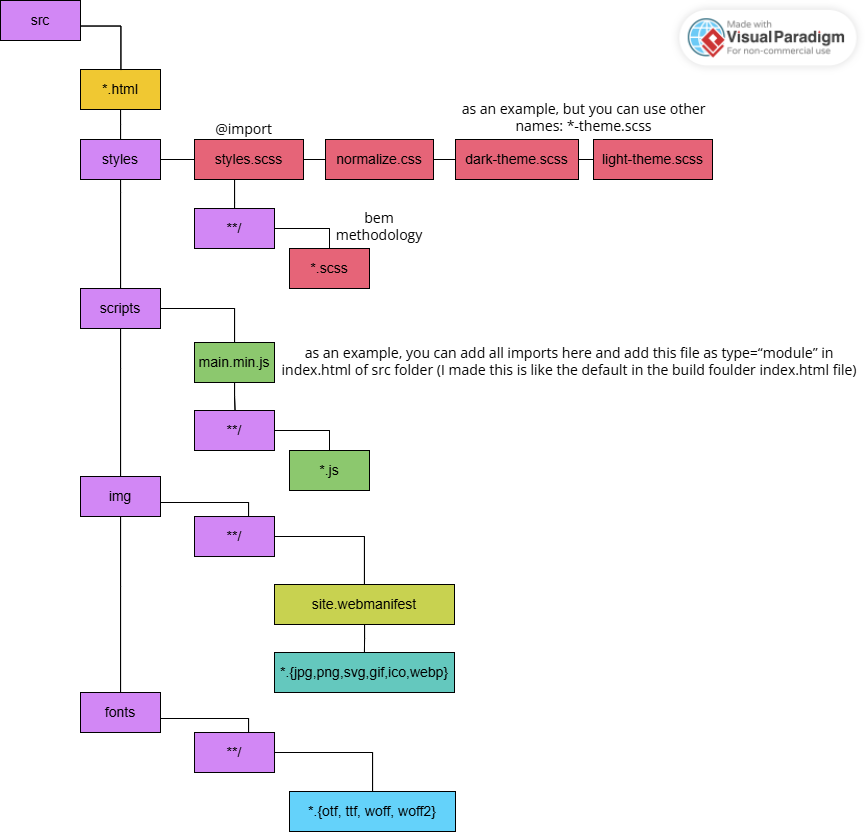 src
Made with
Visual Paradigm
For non-commercial use
*.html
@import
as an example, but you can use other
names: *-theme.scss
styles
styles.scss
normalize.css
dark-theme.scss
light-theme.scss
**/
bem
methodology
*.scss
scripts
main.min.js
as an example, you can add all imports here and add this file as type=“module” in
index.html of src folder (I made this is like the default in the build foulder index.html file)
**/
*.js
img
**/
site.webmanifest
*.{jpg,png,svg,gif,ico,webp}
fonts
**/
*.{otf, ttf, woff, woff2}